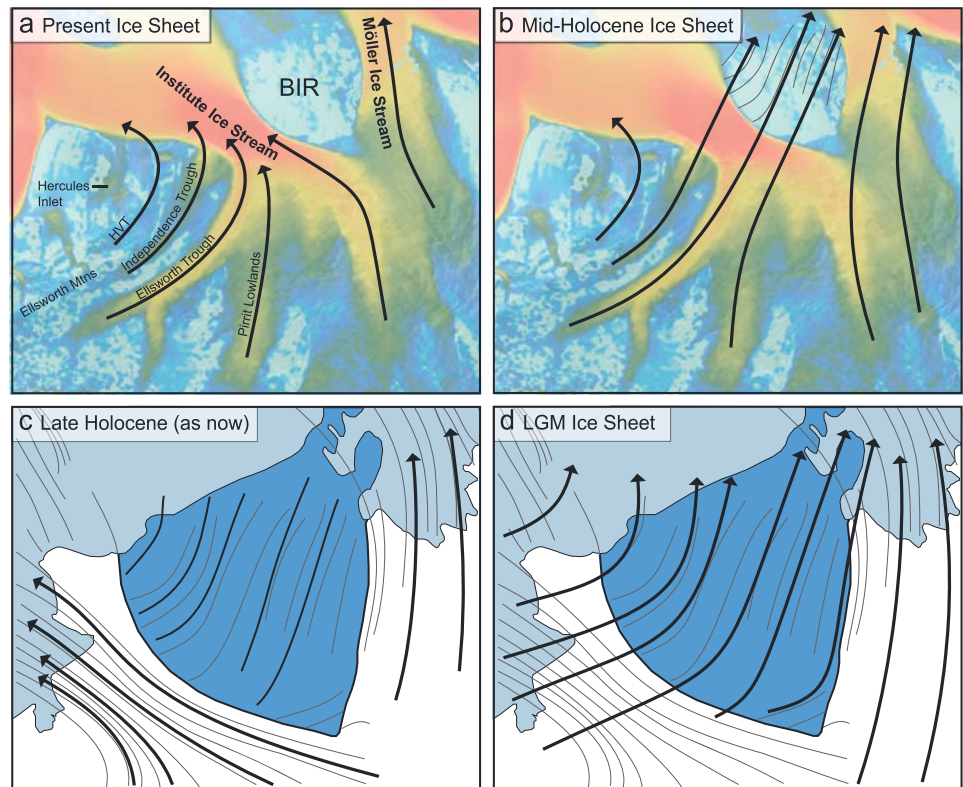 a Present Ice Sheet
BIR
Möller Ice Stream
Institute Ice Stream
Hercules
Inlet
HVT
Independence Trough
Ellsworth Trough
Ellsworth Mtns
Pirrit Lowlands
b Mid-Holocene Ice Sheet
c Late Holocene (as now)
d LGM Ice Sheet